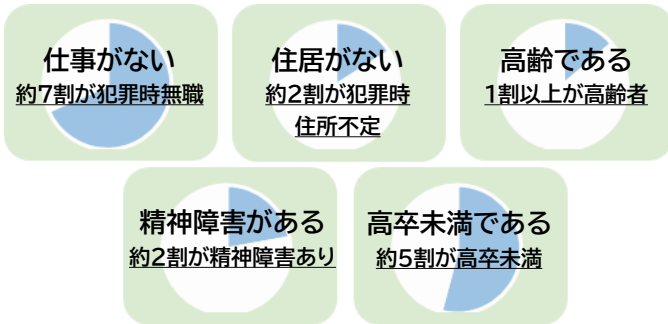 仕事がない
約7割が犯罪時無職
住居がない
約2割が犯罪時
住所不定
高齢である
1割以上が高齢者
精神障害がある
約2割が精神障害あり
高卒未満である
約5割が高卒未満